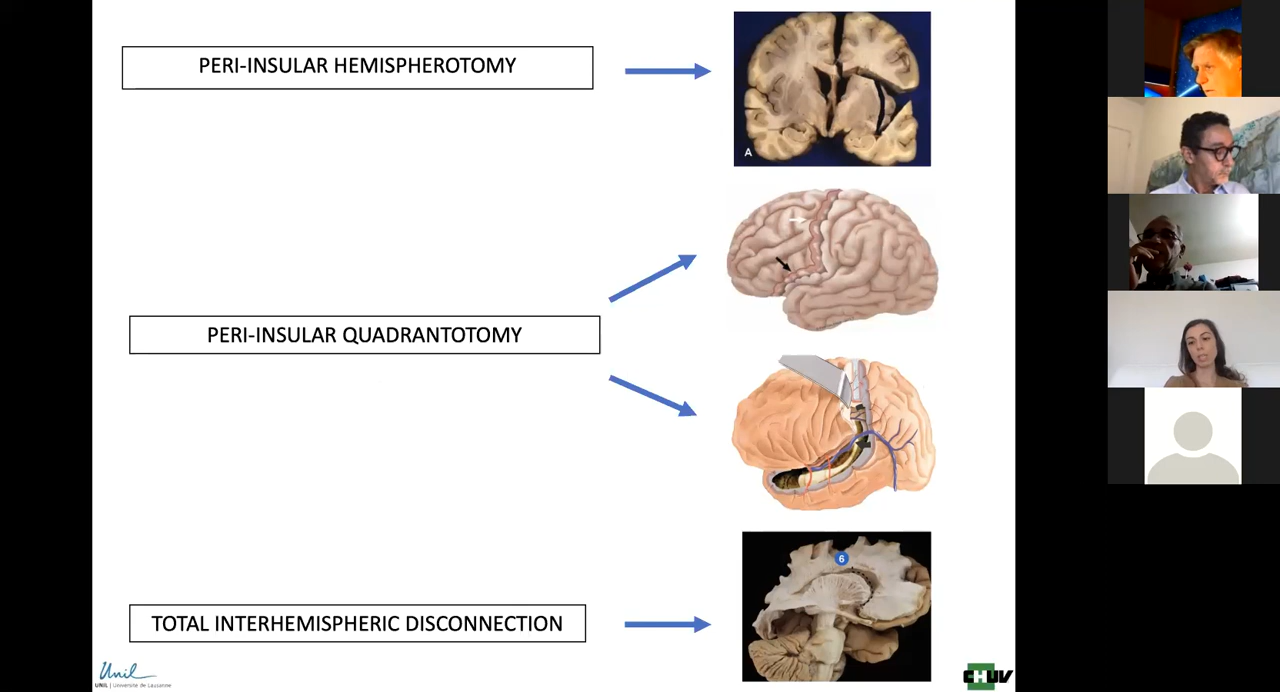 PERI-INSULAR HEMISPHEROTOMY
A
PERI-INSULAR QUADRANTOTOMY
6
TOTAL INTERHEMISPHERIC DISCONNECTION
Unil
UNIL | Université de Lausanne
CHUV